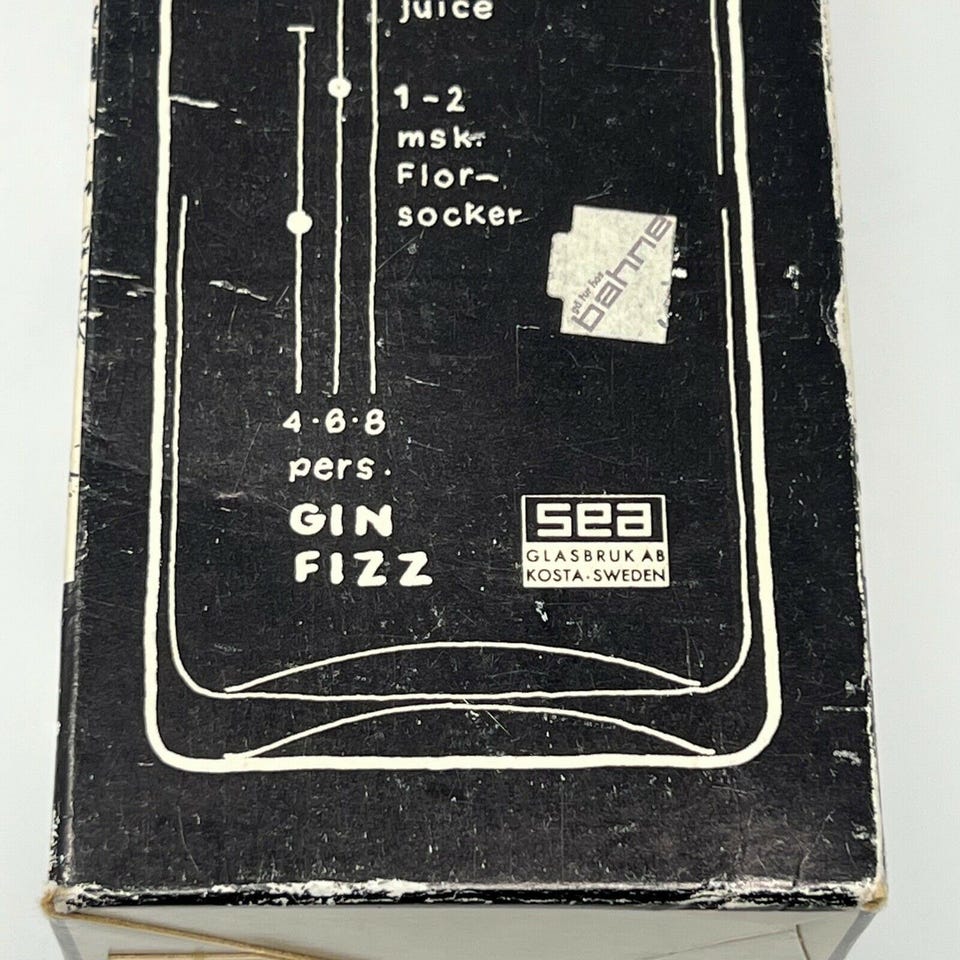 juice
1-2
msk.
Flor-
socker
gå tur hos
bahne
4·6·8
pers.
GIN
FIZZ
sea
GLASBRUK AB
KOSTA·SWEDEN